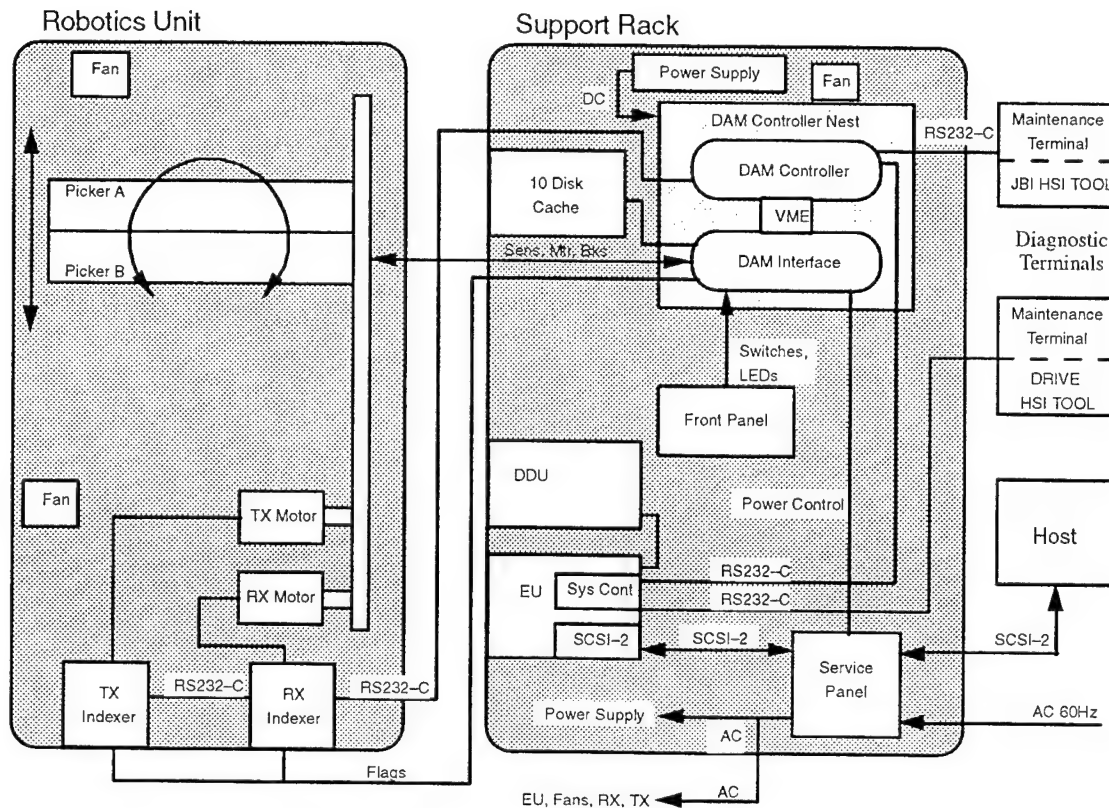 Robotics Unit
Support Rack
Fan
Power Supply
Fan
DC
DAM Controller Nest
RS232-C
Maintenance
Terminal
JBI HSI TOOL
DAM Controller
10 Disk
Cache
VME
Picker A
Picker B
Sens, Mtr, Bks
DAM Interface
Diagnostic
Terminals
Maintenance
Terminal
DRIVE
HSI TOOL
Switches,
LEDs
Front Panel
DDU
Fan
TX Motor
Power Control
Host
RX Motor
EU
Sys Cont
RS232-C
RS232-C
SCSI-2
SCSI-2
SCSI-2
Service
Panel
TX
Indexer
RS232-C
RX
Indexer
RS232-C
Power Supply
AC
AC 60Hz
Flags
EU, Fans, RX, TX
AC